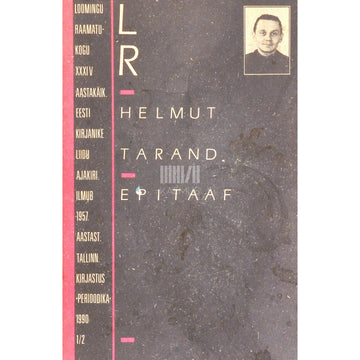 LOOMINGU
RAAMATU-
KOGU
XXXIV
AASTAKÄIK.
EESTI
KIRJANIKE
LIIDU
AJAKIRI.
ILMUB
1957.
AASTAST.
TALLINN.
KIRJASTUS
•PERIOODIKA•
1990
1/2
L
R
HELMUT
TARAND.
EPITAAF